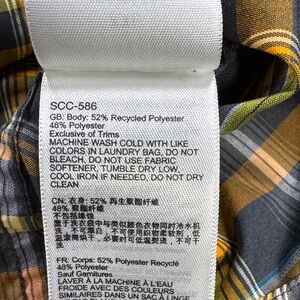 SCC-586
GB: Body: 52% Recycled Polyester
48% Polyester
Exclusive of Trims
MACHINE WASH COLD WITH LIKE
COLORS IN LAUNDRY BAG, DO NOT
BLEACH, DO NOT USE FABRIC
SOFTENER, TUMBLE DRY LOW,
COOL IRON IF NEEDED, DO NOT DRY
CLEAN
CN: 衣身: 52% 再生聚酯纤维
48% 聚酯纤维
不包括缘饰
FR: Corps: 52% Polyester Recyclé
48% Polyester
Sauf Garnitures
LAVER À LA MACHINE À L'EAU
FROIDE AVEC DES COULEURS
SIMILAIRES DANS UN SAC À LINGE